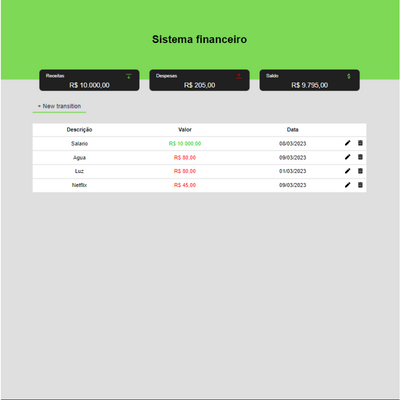 Sistema financeiro
Receitas
R$ 10.000,00
Despesas
R$ 205,00
Saldo
$
R$ 9.795,00
+ New transition
Descrição Valor Data
Salario R$ 10.000,00 08/03/2023
Agua R$ 80,00 09/03/2023
Luz R$ 80,00 01/03/2023
Netflix R$ 45,00 09/03/2023